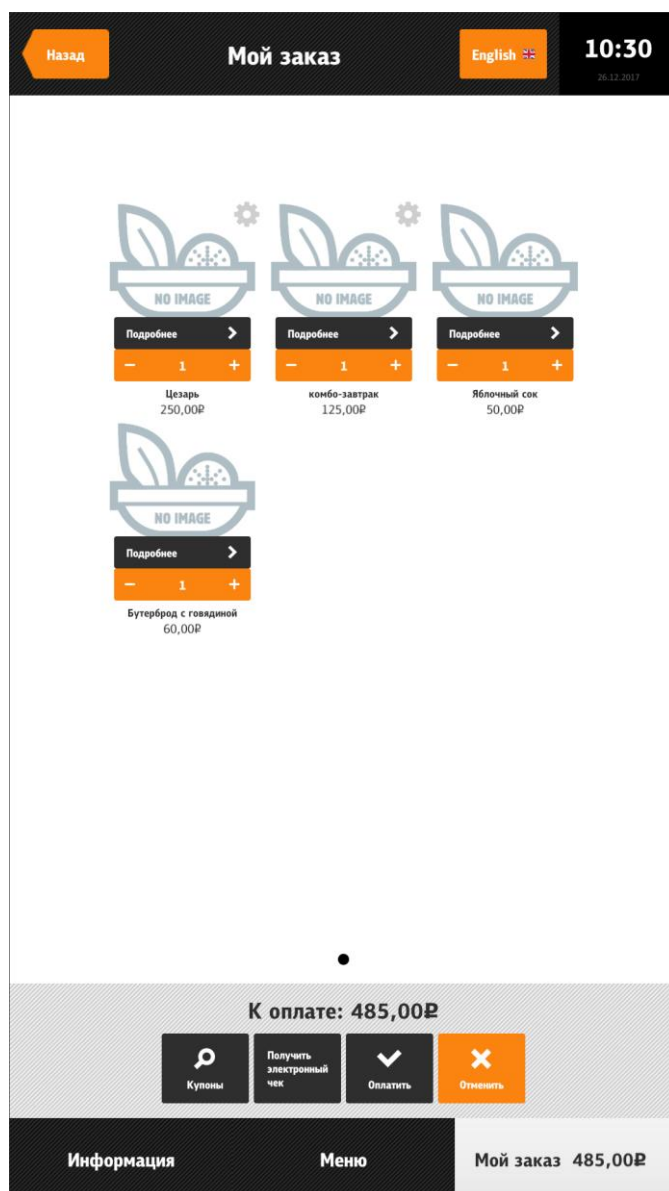 Назад
Мой заказ
English
10:30
26.12.2017
NO IMAGE
NO IMAGE
NO IMAGE
Подробнее
Подробнее
Подробнее
− 1 +
− 1 +
− 1 +
Цезарь
комбо-завтрак
Яблочный сок
250,00₽
125,00₽
50,00₽
NO IMAGE
Подробнее
− 1 +
Бутерброд с говядиной
60,00₽
К оплате: 485,00₽
Купоны
Получить
электронный
чек
Оплатить
Отменить
Информация
Меню
Мой заказ 485,00₽